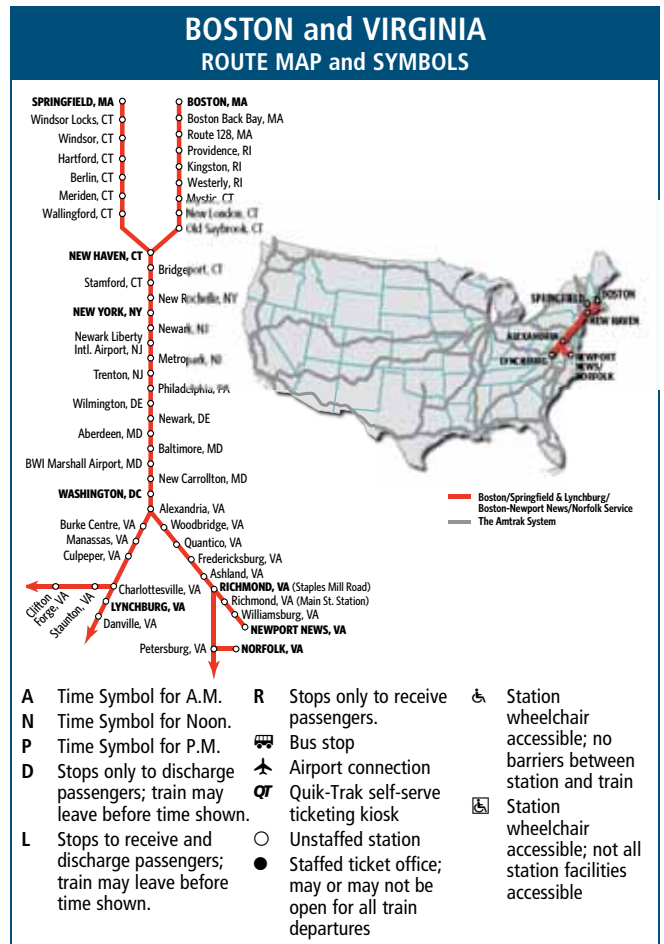 BOSTON and VIRGINIA
ROUTE MAP and SYMBOLS
SPRINGFIELD, MA
Windsor Locks, CT
Windsor, CT
Hartford, CT
Berlin, CT
Meriden, CT
Wallingford, CT
BOSTON, MA
Boston Back Bay, MA
Route 128, MA
Providence, RI
Kingston, RI
Westerly, RI
Mystic, CT
New London, CT
Old Saybrook, CT
NEW HAVEN, CT
Bridgeport, CT
Stamford, CT
New Rochelle, NY
NEW YORK, NY
Newark, NJ
Newark Liberty
Intl. Airport, NJ
Metropark, NJ
Trenton, NJ
Philadelphia, PA
Wilmington, DE
Newark, DE
Aberdeen, MD
Baltimore, MD
BWI Marshall Airport, MD
New Carrollton, MD
WASHINGTON, DC
Alexandria, VA
Burke Centre, VA
Manassas, VA
Culpeper, VA
Woodbridge, VA
Quantico, VA
Fredericksburg, VA
Ashland, VA
Charlottesville, VA
Clifton
Forge, VA
Staunton, VA
LYNCHBURG, VA
Danville, VA
RICHMOND, VA (Staples Mill Road)
Richmond, VA (Main St. Station)
Williamsburg, VA
NEWPORT NEWS, VA
Petersburg, VA
NORFOLK, VA
SPRINGFIELD
BOSTON
NEW HAVEN
ALEXANDRIA
LYNCHBURG
NEWPORT
NEWS/
NORFOLK
Boston/Springfield & Lynchburg/
Boston-Newport News/Norfolk Service
The Amtrak System
A Time Symbol for A.M.
N Time Symbol for Noon.
P Time Symbol for P.M.
D Stops only to discharge
passengers; train may
leave before time shown.
L Stops to receive and
discharge passengers;
train may leave before
time shown.
R Stops only to receive
passengers.
Bus stop
Airport connection
QT Quik-Trak self-serve
ticketing kiosk
Unstaffed station
Staffed ticket office;
may or may not be
open for all train
departures
Station
wheelchair
accessible; no
barriers between
station and train
Station
wheelchair
accessible; not all
station facilities
accessible